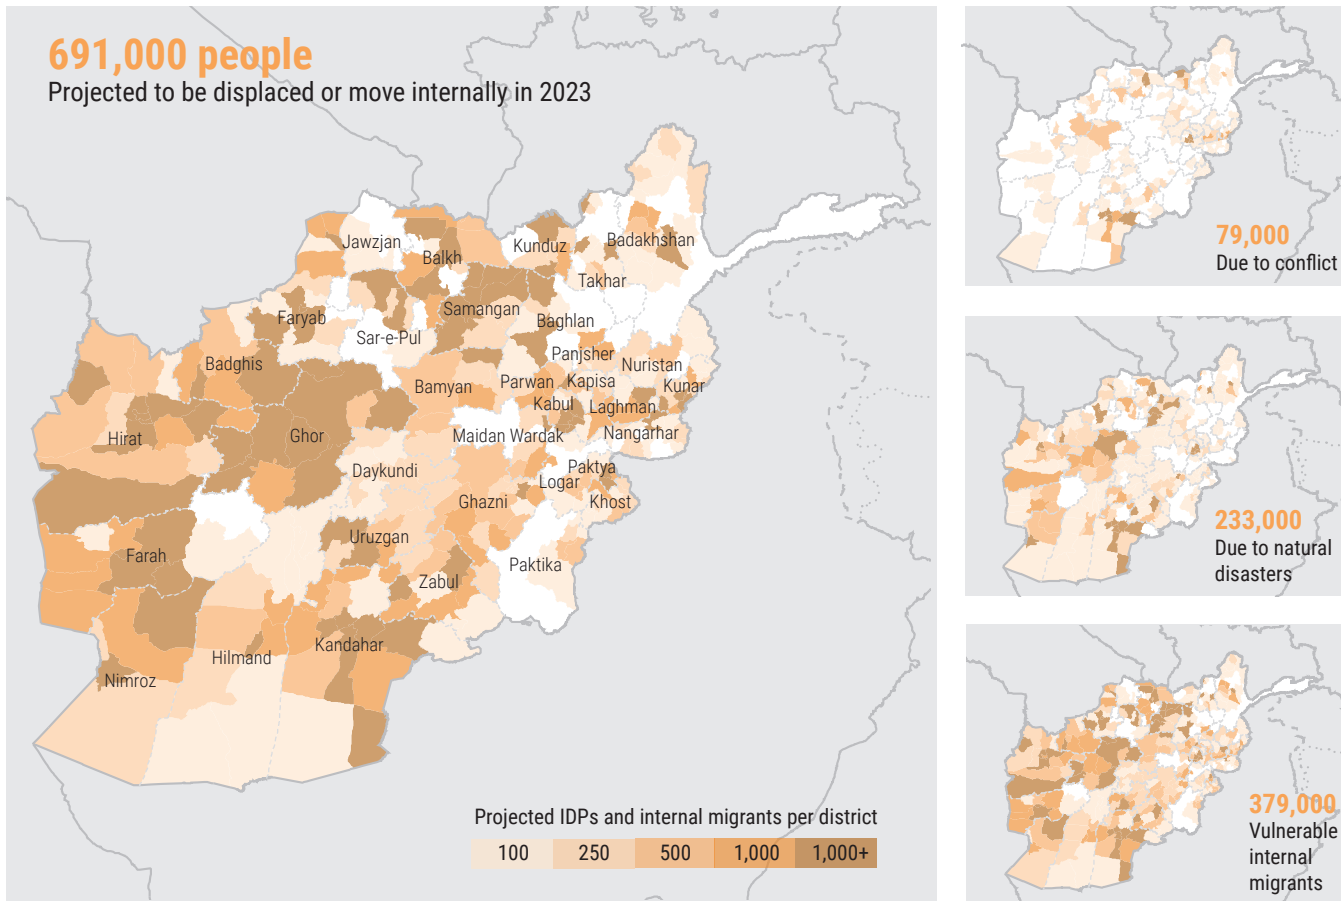 691,000 people
Projected to be displaced or move internally in 2023
Jawzjan
Balkh
Kunduz
Badakhshan
Takhar
Faryab
Sar-e-Pul
Samangan
Baghlan
Badghis
Panjsher
Nuristan
Bamyan
Parwan
Kapisa
Kunar
Kabul
Laghman
Hirat
Ghor
Maidan Wardak
Nangarhar
Daykundi
Paktya
Logar
Ghazni
Khost
Uruzgan
Farah
Zabul
Paktika
Kandahar
Hilmand
Nimroz
Projected IDPs and internal migrants per district
100 250 500 1,000 1,000+
79,000
Due to conflict
233,000
Due to natural
disasters
379,000
Vulnerable
internal
migrants